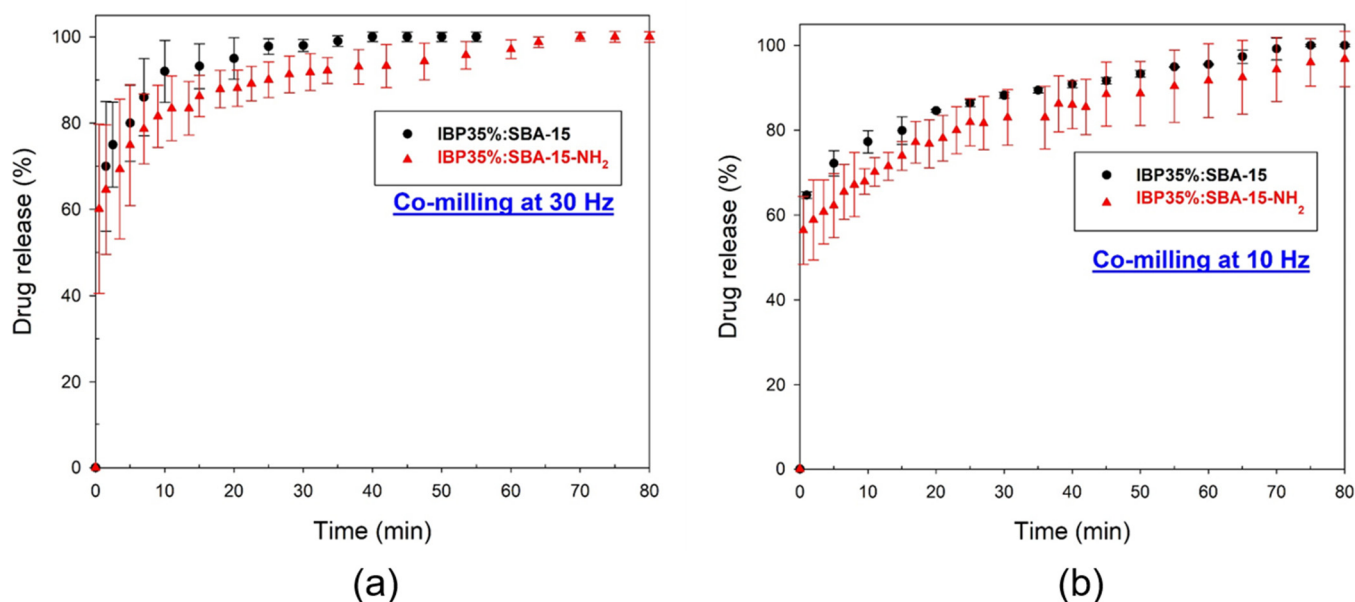 100
80
60
40
20
0
Drug release (%)
IBP35%:SBA-15
IBP35%:SBA-15-NH₂
Co-milling at 30 Hz
0 10 20 30 40 50 60 70 80
Time (min)
(a)
100
80
60
40
20
0
Drug release (%)
IBP35%:SBA-15
IBP35%:SBA-15-NH₂
Co-milling at 10 Hz
0 10 20 30 40 50 60 70 80
Time (min)
(b)